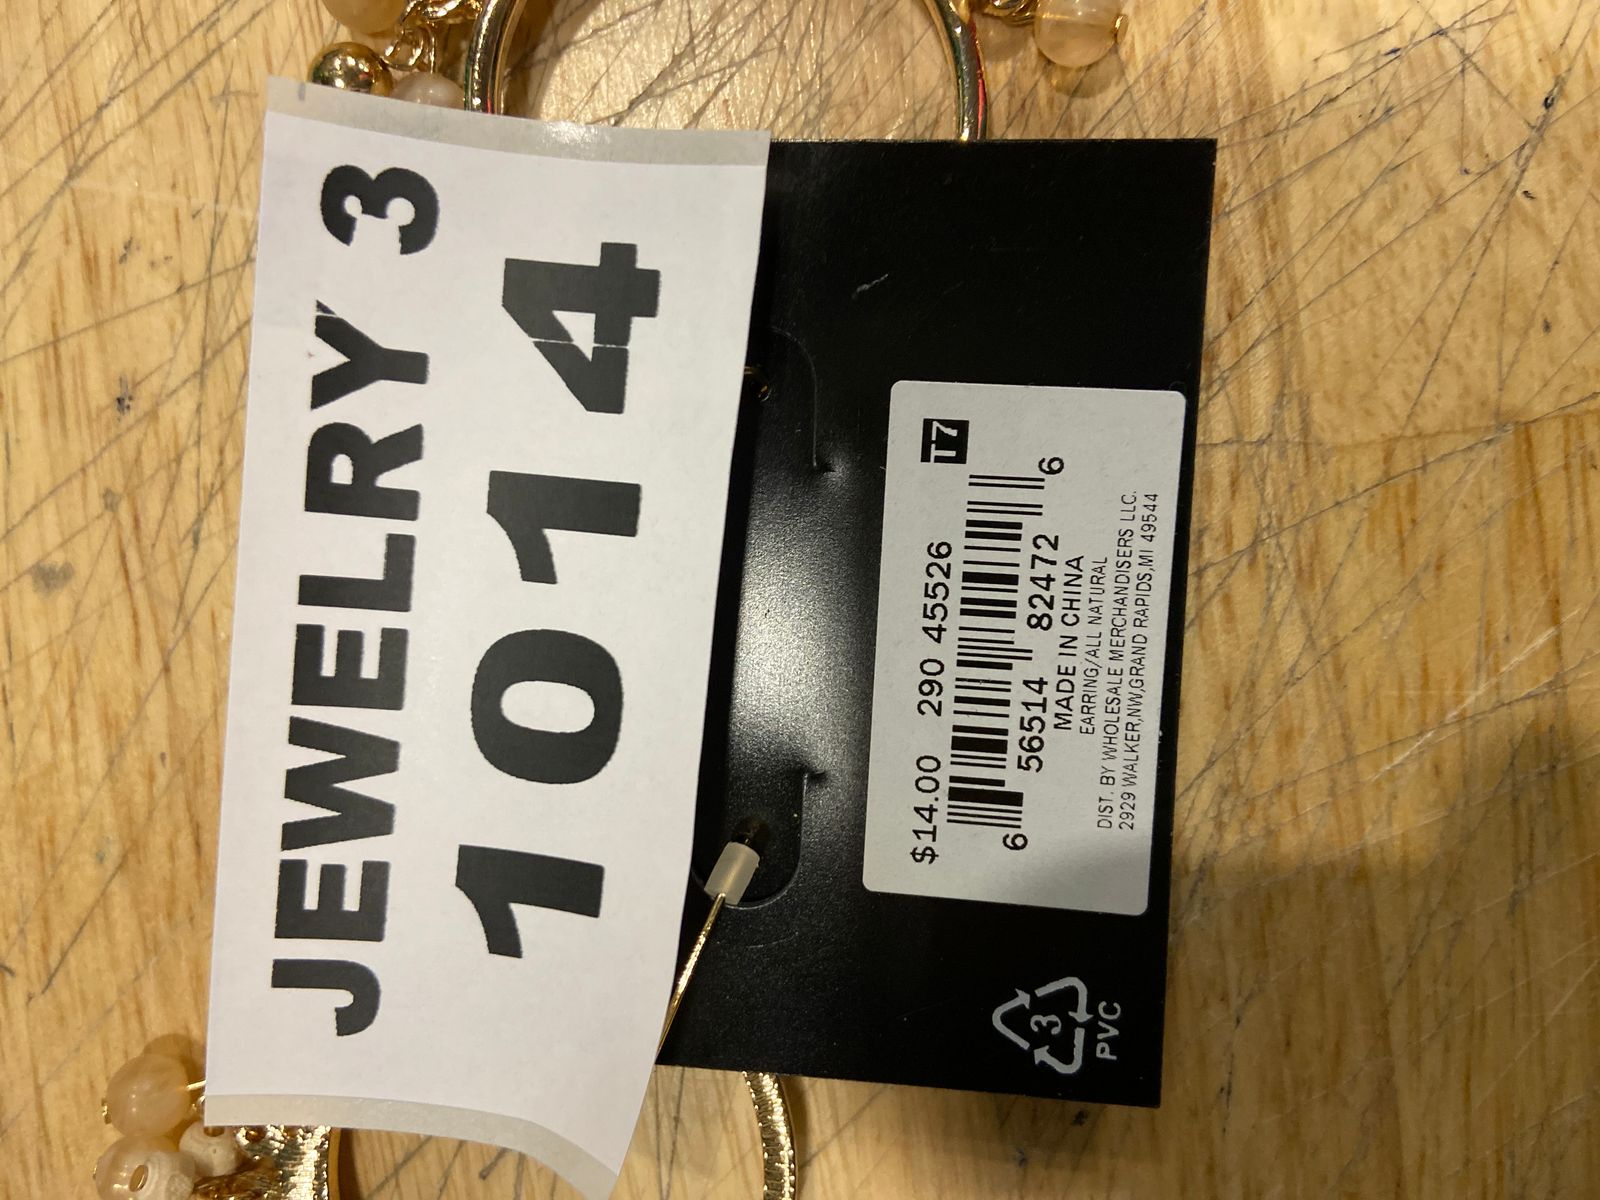 JEWELRY 3
1014
T7
$14.00 290 45526
6 56514 82472 6
MADE IN CHINA
EARRING/ALL NATURAL
DIST. BY WHOLESALE MERCHANDISERS LLC.
2929 WALKER,NW,GRAND RAPIDS,MI 49544
3
PVC